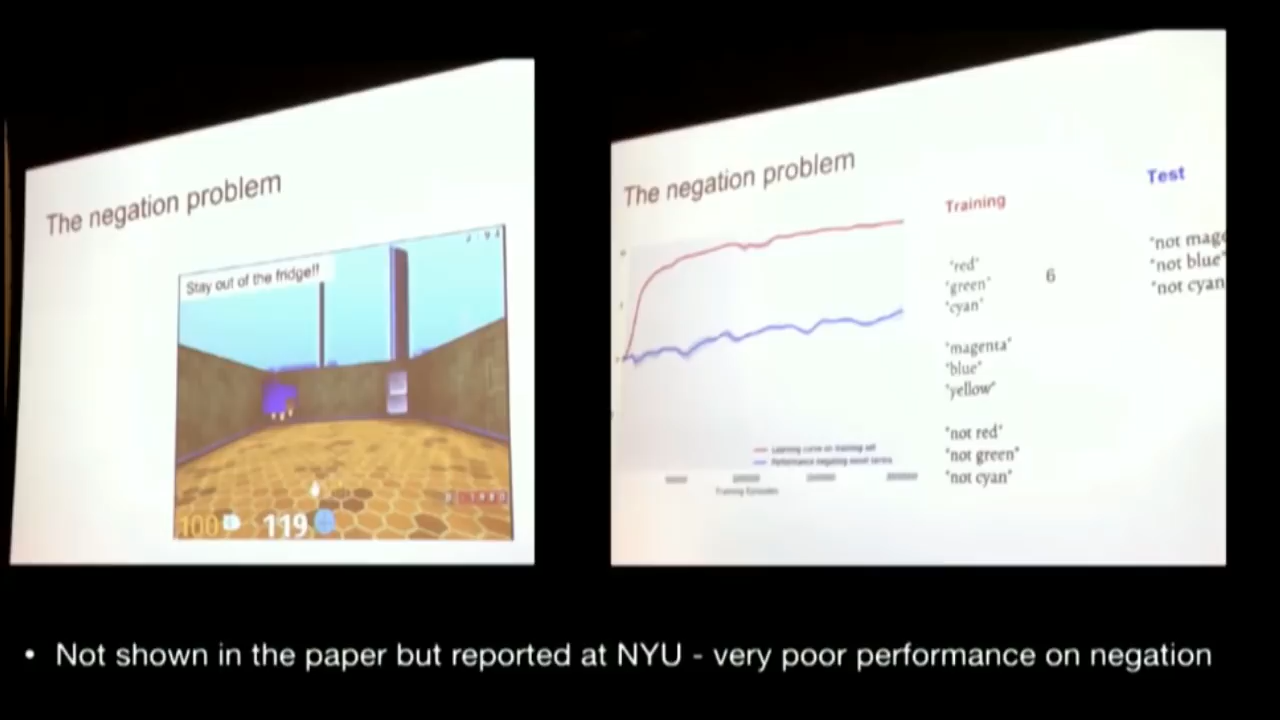 The negation problem
Stay out of the fridge!!
100
119
The negation problem
Training
"red"
"green"
"cyan"
6
"magenta"
"blue"
"yellow"
"not red"
"not green"
"not cyan"
Test
"not
"not blue"
"not cyan
Learning curve on training set
Performance negating novel terms
Training Episodes
• Not shown in the paper but reported at NYU - very poor performance on negation